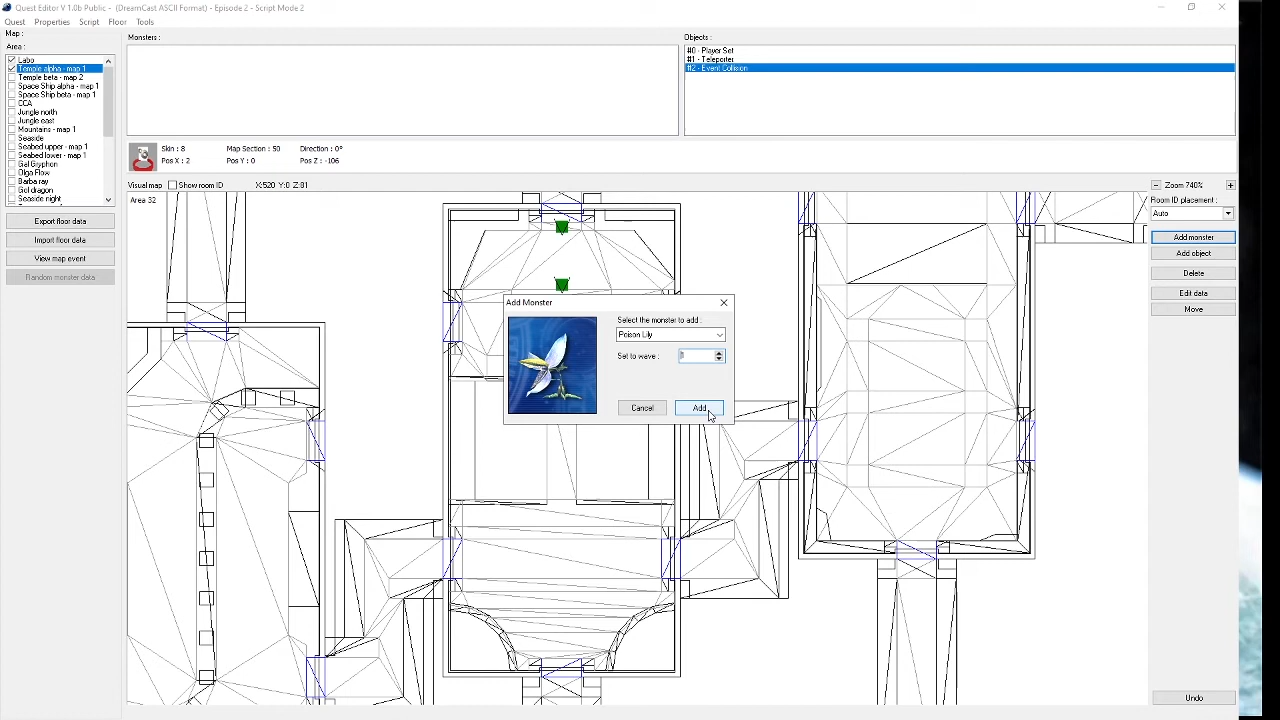 Quest Editor V 1.0b Public - (DreamCast ASCII Format) - Episode 2 - Script Mode 2
Quest Properties Script Floor Tools
Map :
Area :
Labo
Temple alpha - map 1
Temple beta - map 2
Space Ship alpha - map 1
Space Ship beta - map 1
CCA
Jungle north
Jungle east
Mountains - map 1
Seaside
Seabed upper - map 1
Seabed lower - map 1
Gal Gryphon
Olga Flow
Barba ray
Gol dragon
Seaside night
Export floor data
Import floor data
View map event
Random monster data
Monsters :
Objects :
#0 - Player Set
#1 - Teleporter
#2 - Event Collision
Skin : 8 Map Section : 50 Direction : 0°
Pos X : 2 Pos Y : 0 Pos Z : -106
Visual map Show room ID X:520 Y:0 Z:81
Zoom 740%
- +
Area 32
Room ID placement :
Auto
Add monster
Add object
Delete
Edit data
Move
Undo
Add Monster
Select the monster to add :
Poison Lily
Set to wave :
Cancel Add